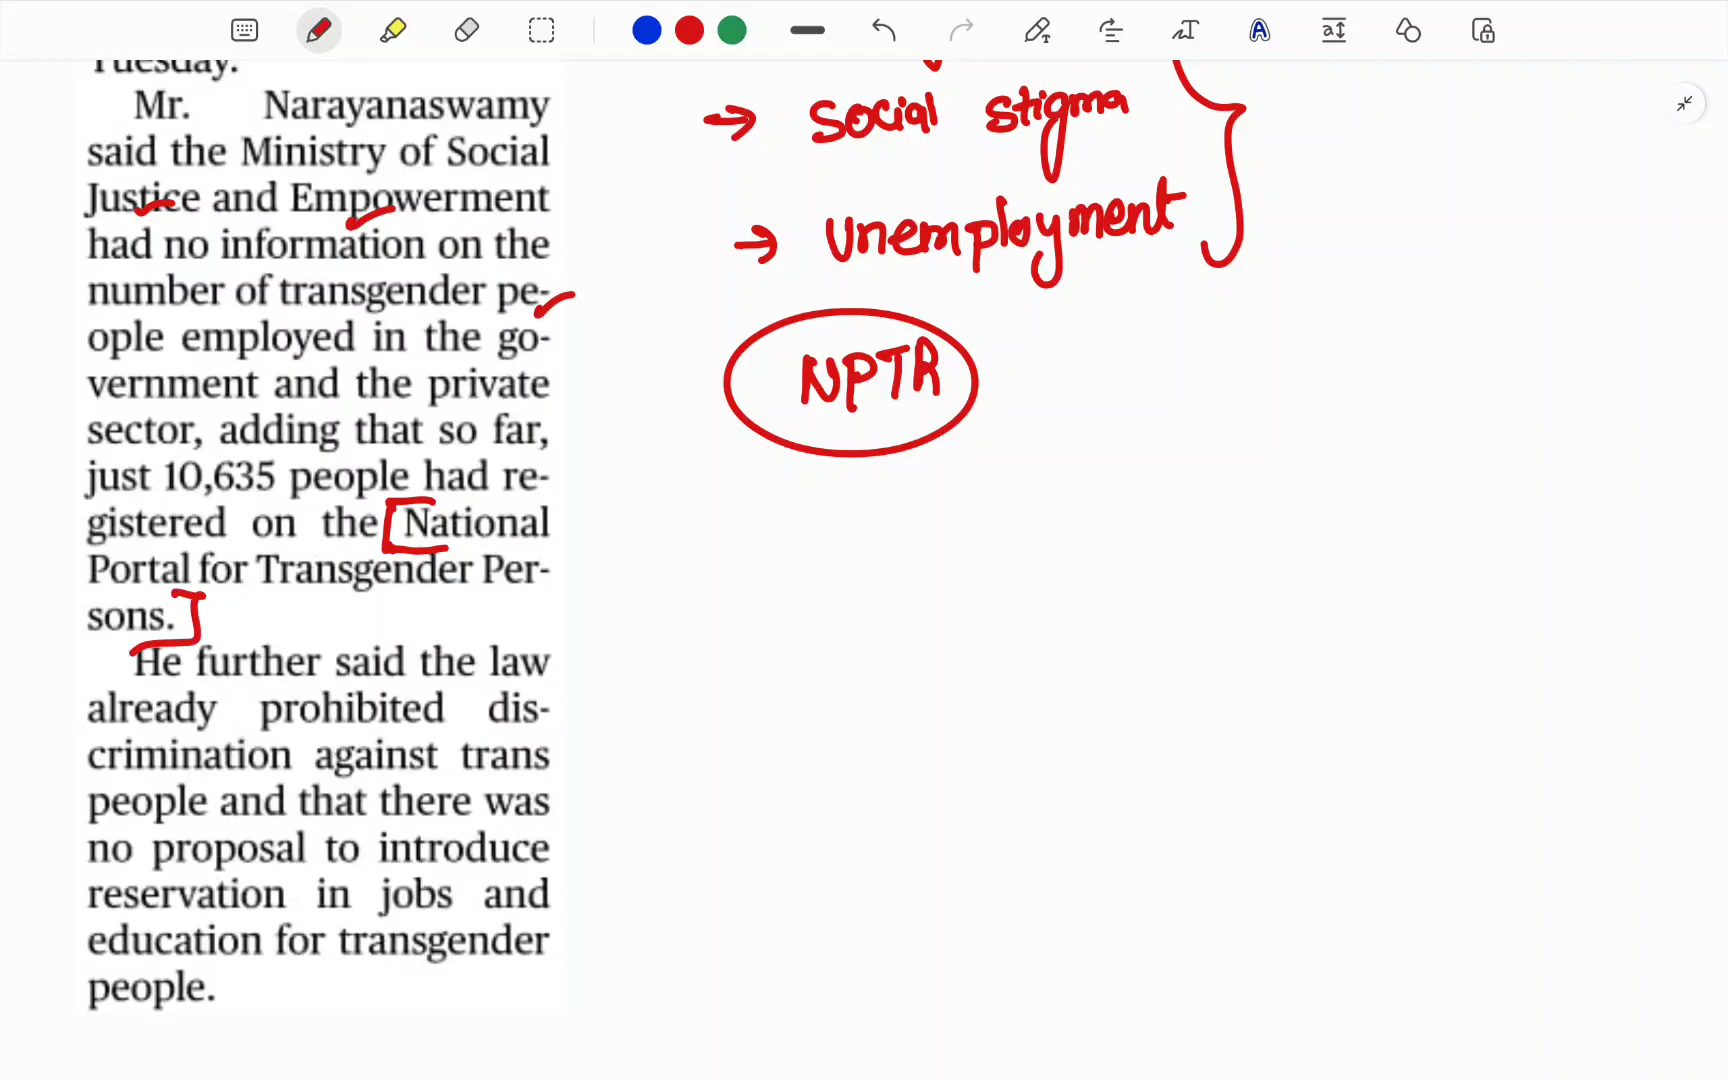 Tuesday.
Mr. Narayanaswamy
said the Ministry of Social
Justice and Empowerment
had no information on the
number of transgender pe-
ople employed in the go-
vernment and the private
sector, adding that so far,
just 10,635 people had re-
gistered on the National
Portal for Transgender Per-
sons.
He further said the law
already prohibited dis-
crimination against trans
people and that there was
no proposal to introduce
reservation in jobs and
education for transgender
people.
→ Social stigma
→ Unemployment
NPTR